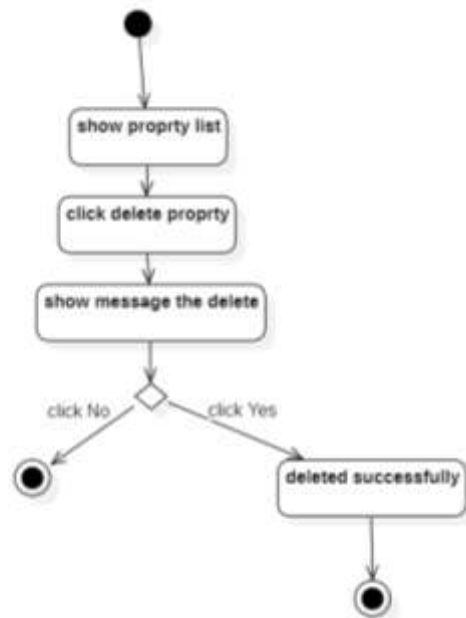 show proprty list
click delete proprty
show message the delete
click No
click Yes
deleted successfully